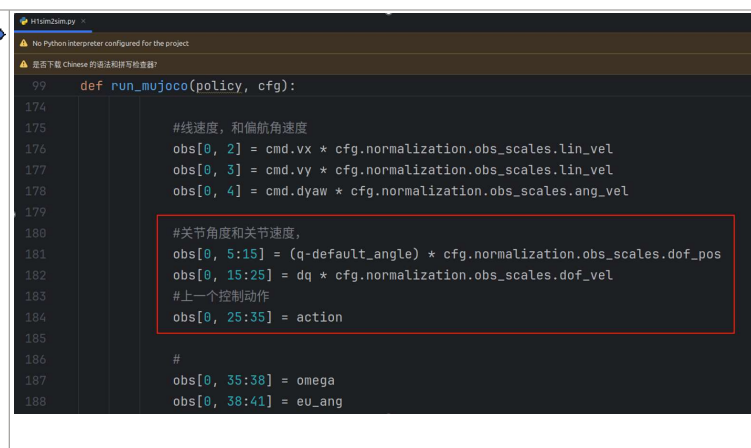 H1sim2sim.py ×
No Python interpreter configured for the project
是否下载 Chinese 的语法和拼写检查器?
99 def run_mujoco(policy, cfg):
174
175 #线速度，和偏航角速度
176 obs[0, 2] = cmd.vx * cfg.normalization.obs_scales.lin_vel
177 obs[0, 3] = cmd.vy * cfg.normalization.obs_scales.lin_vel
178 obs[0, 4] = cmd.dyaw * cfg.normalization.obs_scales.ang_vel
179
180 #关节角度和关节速度，
181 obs[0, 5:15] = (q-default_angle) * cfg.normalization.obs_scales.dof_pos
182 obs[0, 15:25] = dq * cfg.normalization.obs_scales.dof_vel
183 #上一个控制动作
184 obs[0, 25:35] = action
185
186 #
187 obs[0, 35:38] = omega
188 obs[0, 38:41] = eu_ang